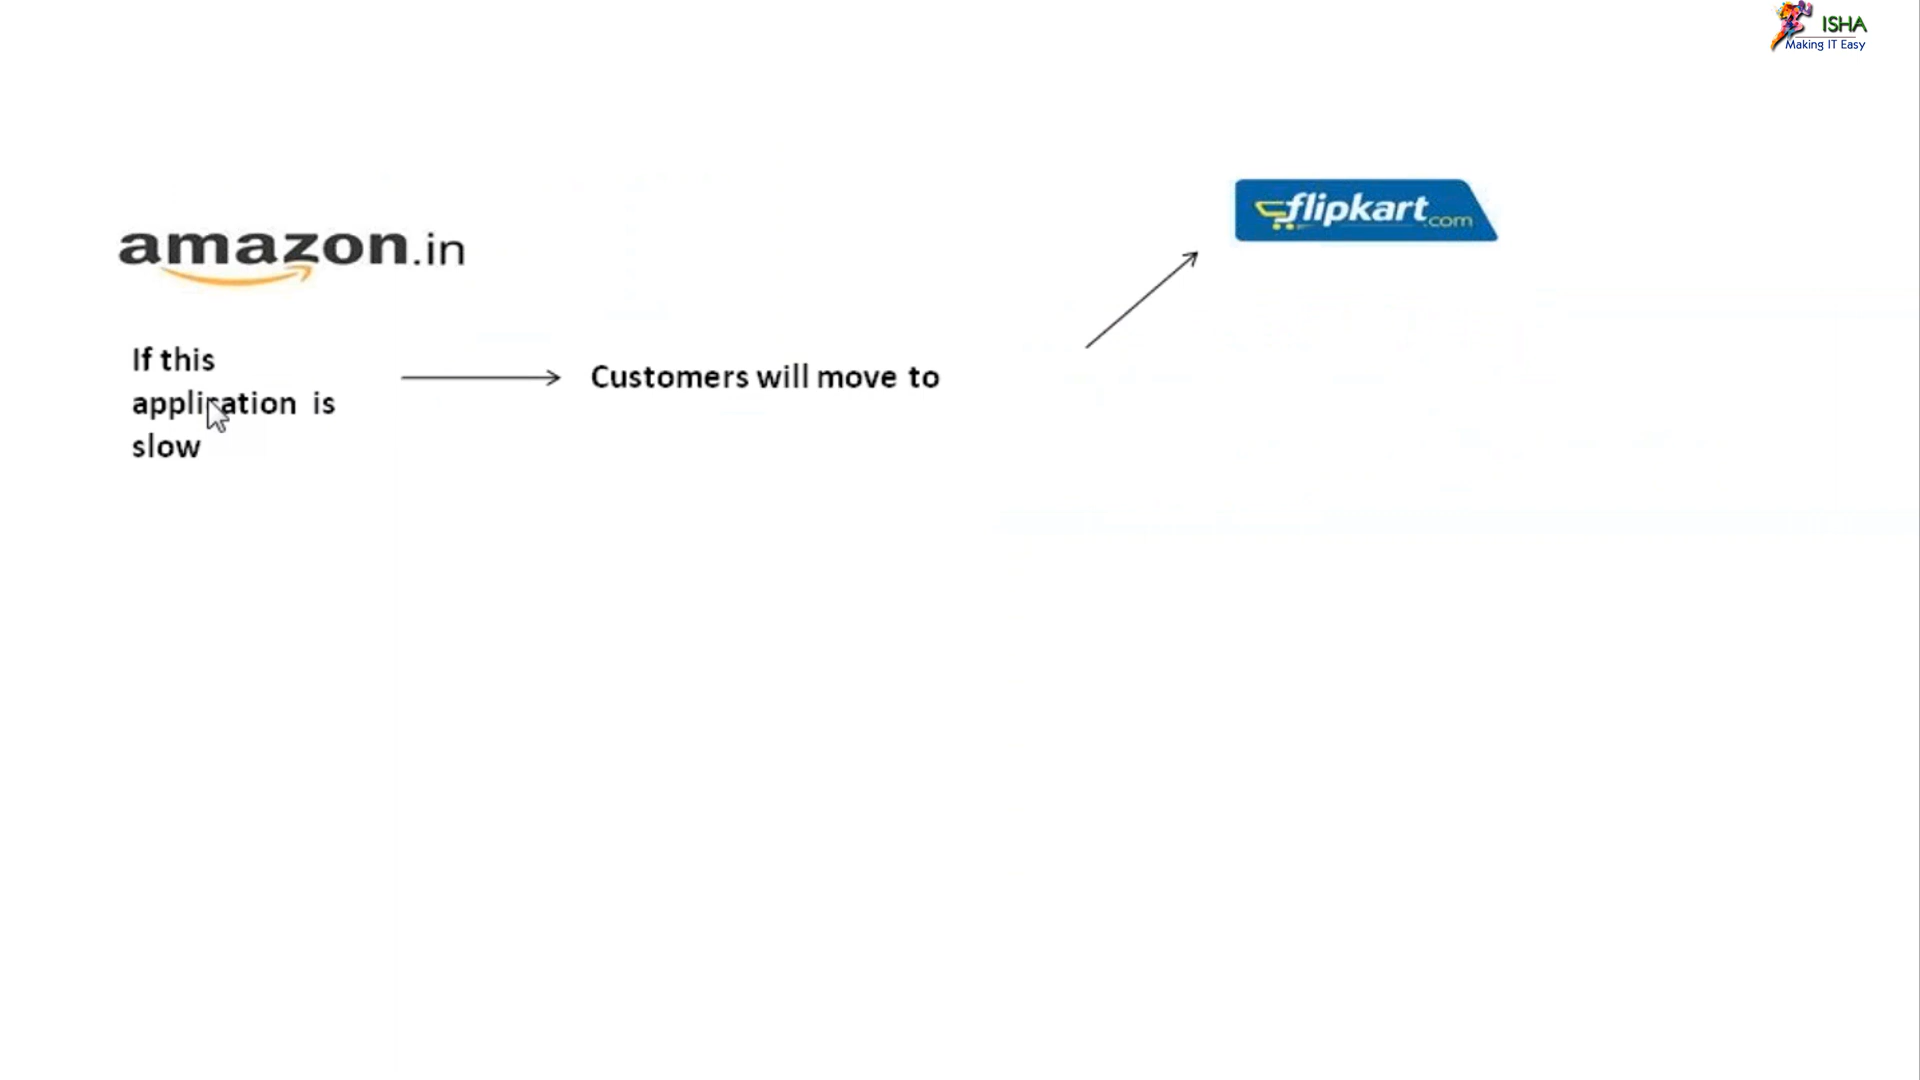 ISHA
Making IT Easy
flipkart.com
amazon.in
If this
application is
slow
Customers will move to